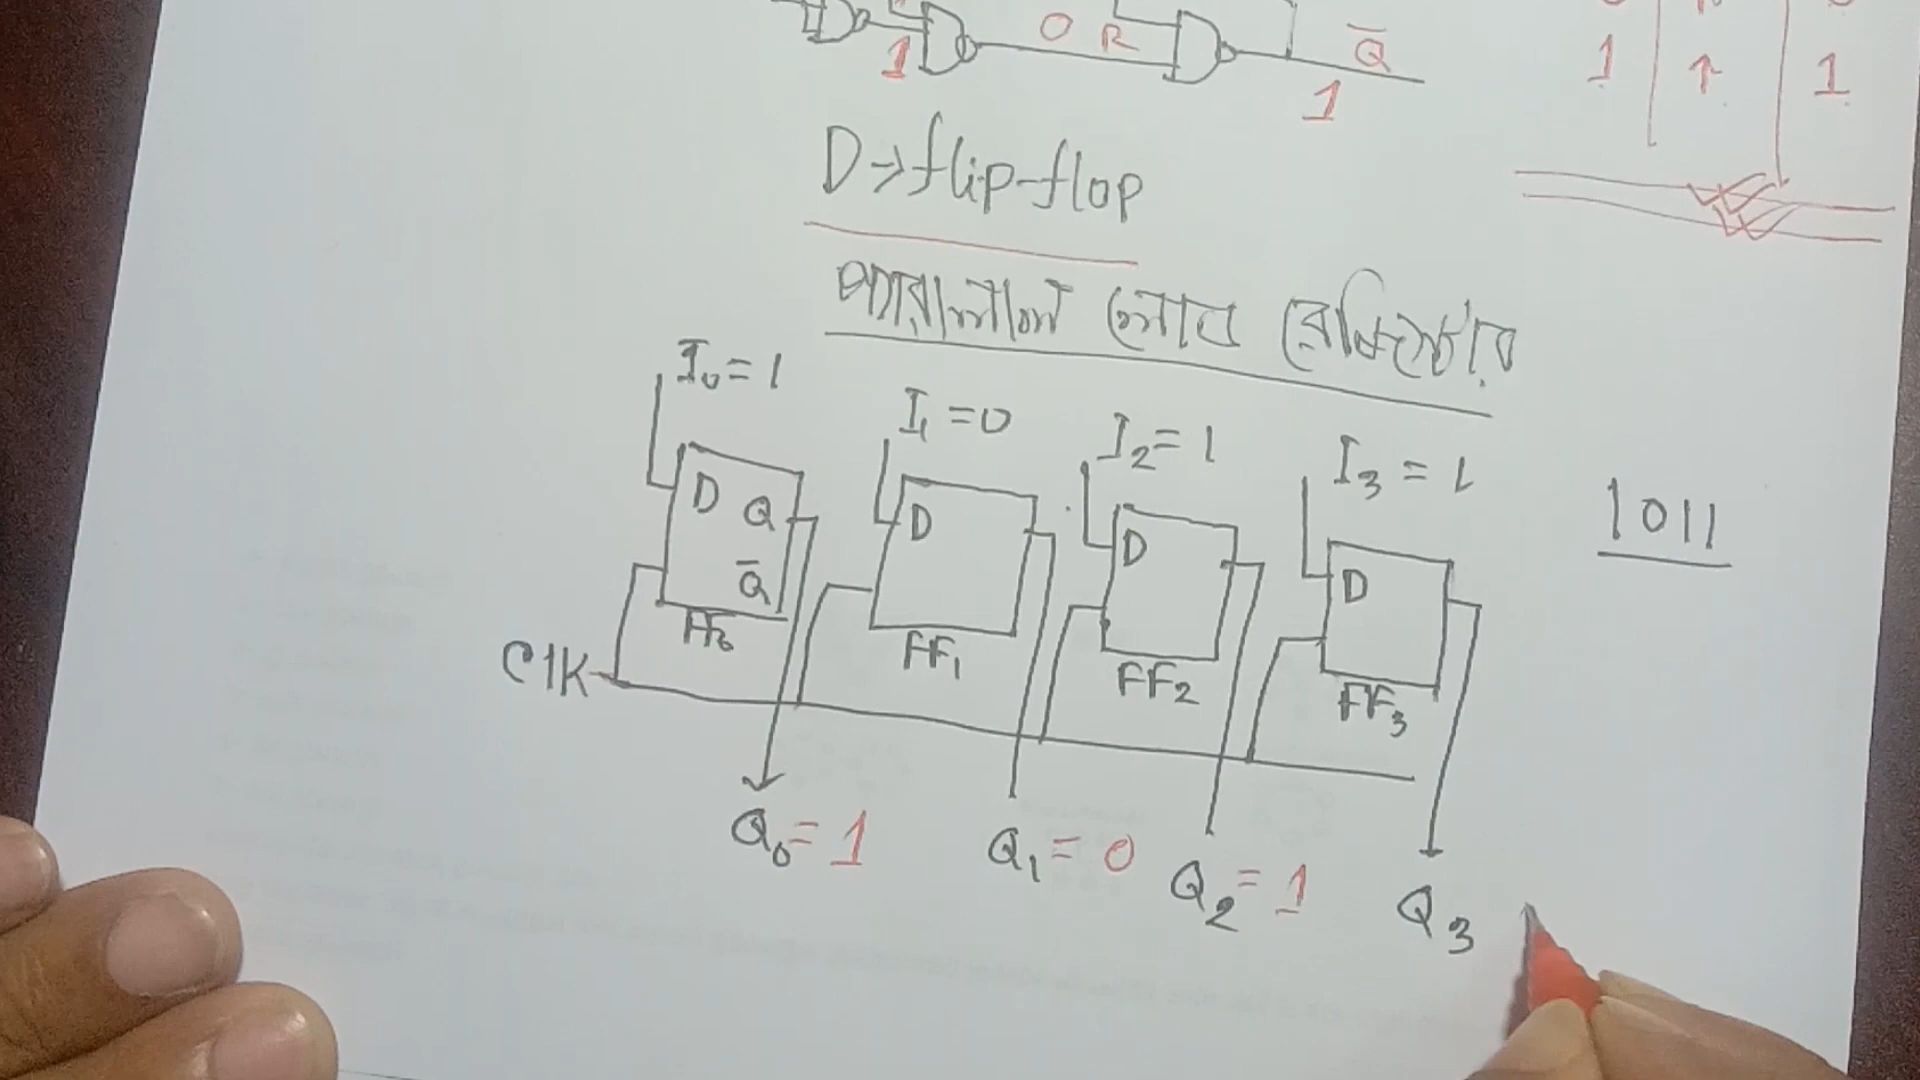 1 0 R Q̅
1
1 ↑ 1
D→flip-flop
প্যারালাল লোড রেজিস্টার
I₀=1 I₁=0 I₂=1 I₃=1
1011
D Q D D D
Q̅
FF₀ FF₁ FF₂ FF₃
Clk
Q₀=1 Q₁=0 Q₂=1 Q₃